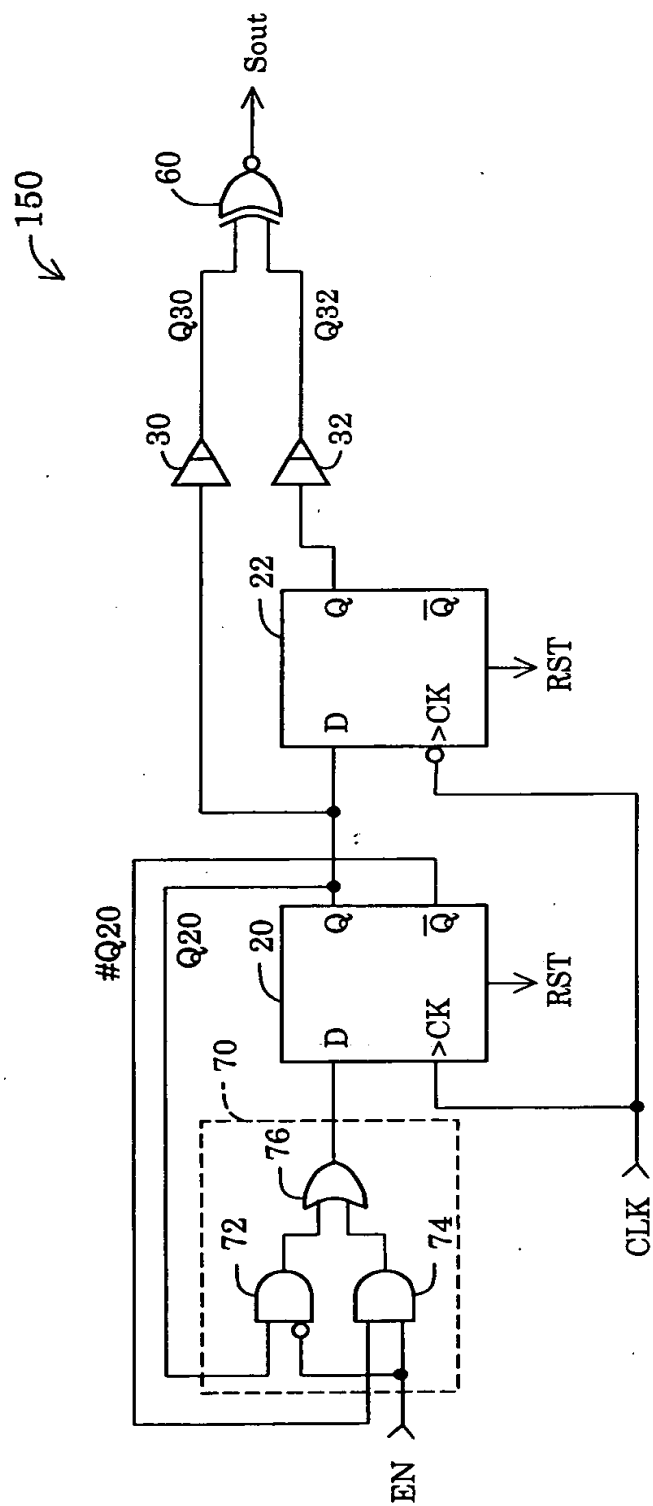 150
#Q20
Q20
70
72
74
76
EN
20
D
Q
>CK
Q̅
RST
22
D
Q
>CK
Q̅
RST
CLK
30
32
Q30
Q32
60
Sout